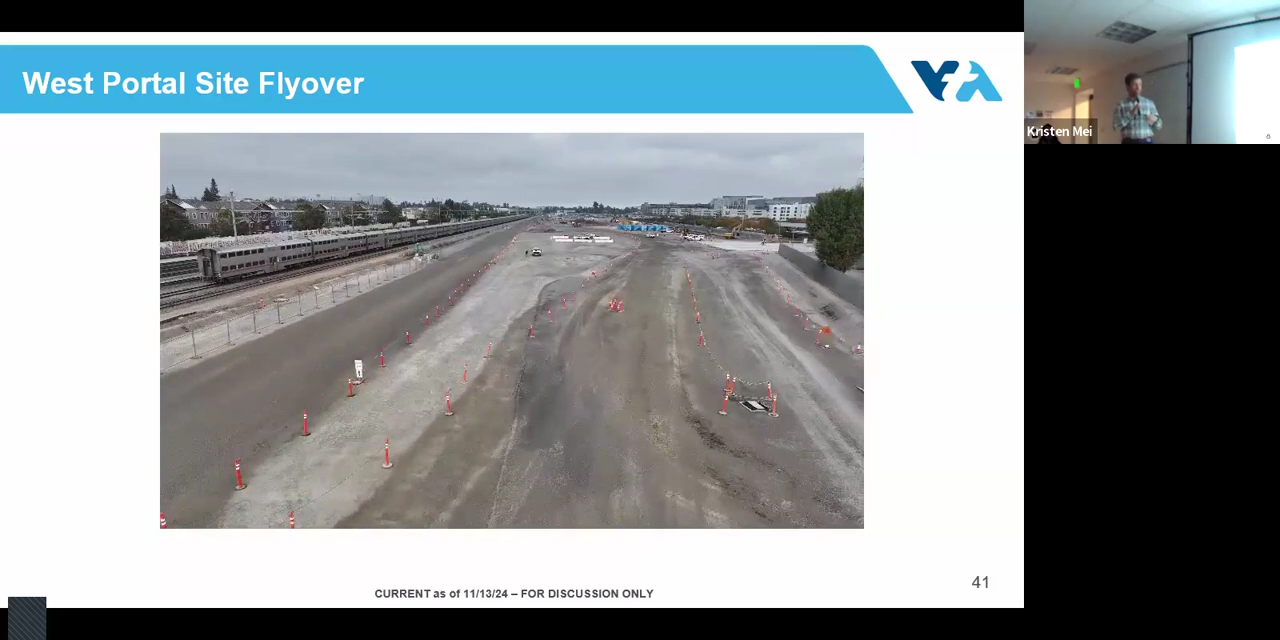 West Portal Site Flyover
VTA
Kristen Mei
CURRENT as of 11/13/24 – FOR DISCUSSION ONLY
41